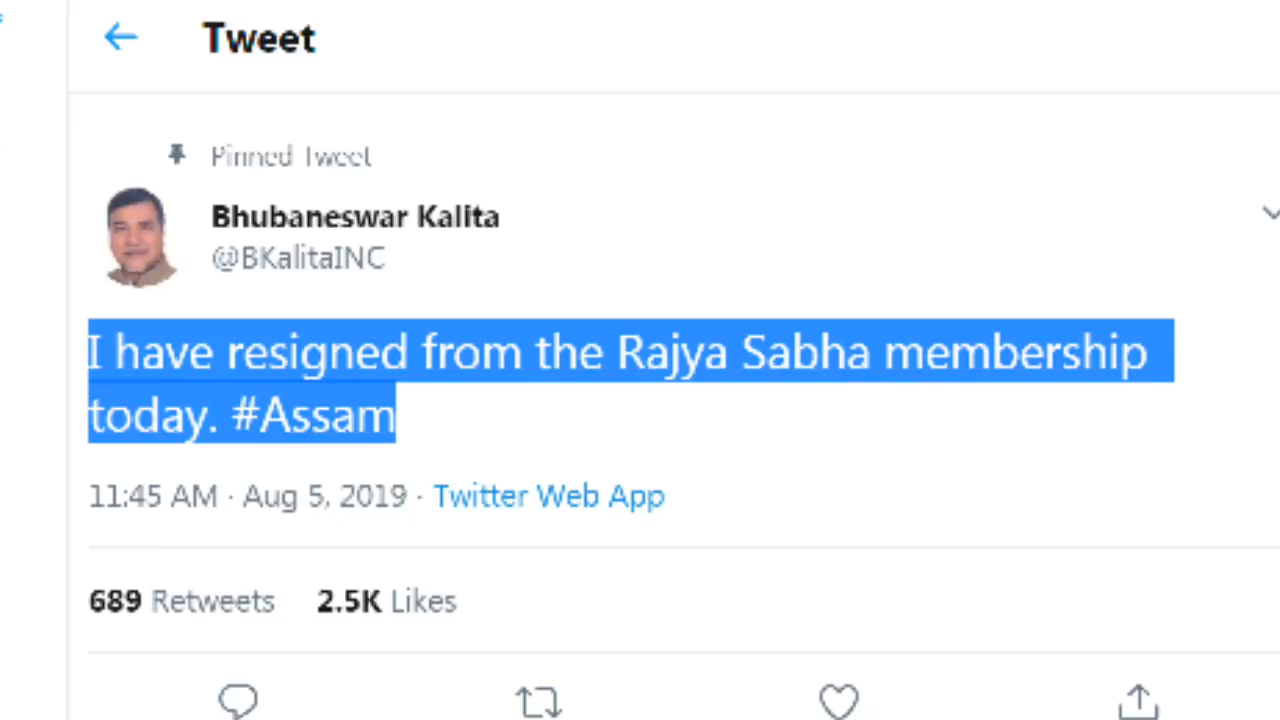 Tweet
Pinned Tweet
Bhubaneswar Kalita
@BKalitaINC
I have resigned from the Rajya Sabha membership
today. #Assam
11:45 AM · Aug 5, 2019 · Twitter Web App
689 Retweets 2.5K Likes